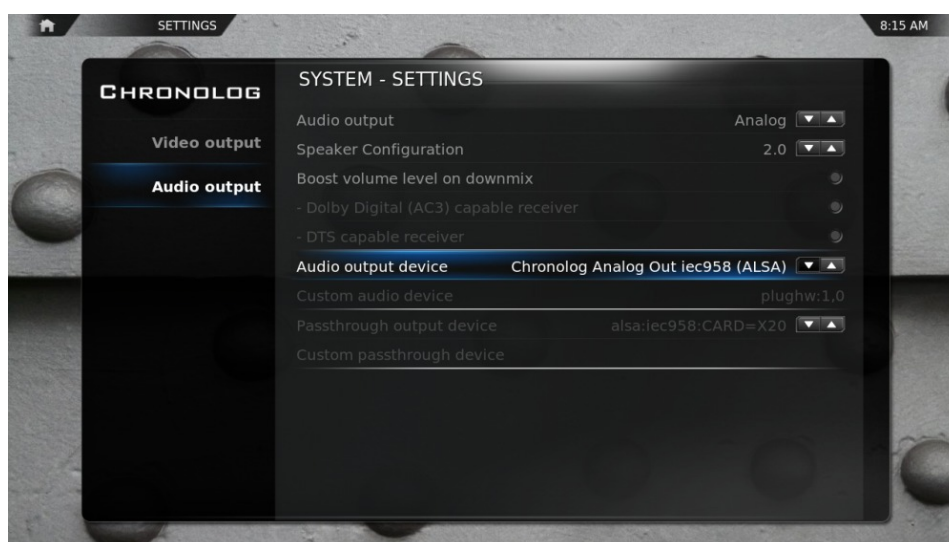 SETTINGS
8:15 AM
CHRONOLOG
Video output
Audio output
SYSTEM - SETTINGS
Audio output Analog
Speaker Configuration 2.0
Boost volume level on downmix
- Dolby Digital (AC3) capable receiver
- DTS capable receiver
Audio output device Chronolog Analog Out iec958 (ALSA)
Custom audio device plughw:1,0
Passthrough output device alsa:iec958:CARD=X20
Custom passthrough device